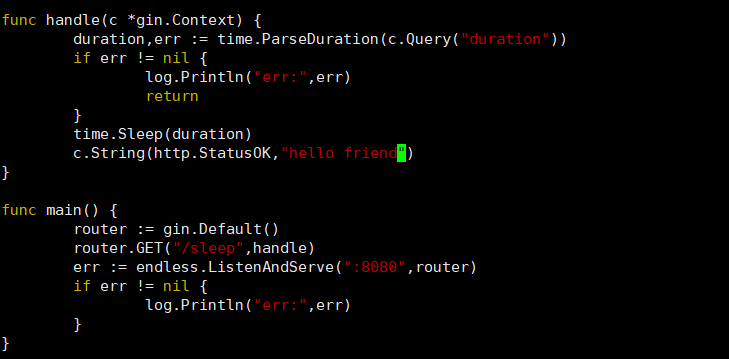 func handle(c *gin.Context) {
        duration,err := time.ParseDuration(c.Query("duration"))
        if err != nil {
                log.Println("err:",err)
                return
        }
        time.Sleep(duration)
        c.String(http.StatusOK,"hello friend")
}

func main() {
        router := gin.Default()
        router.GET("/sleep",handle)
        err := endless.ListenAndServe(":8080",router)
        if err != nil {
                log.Println("err:",err)
        }
}